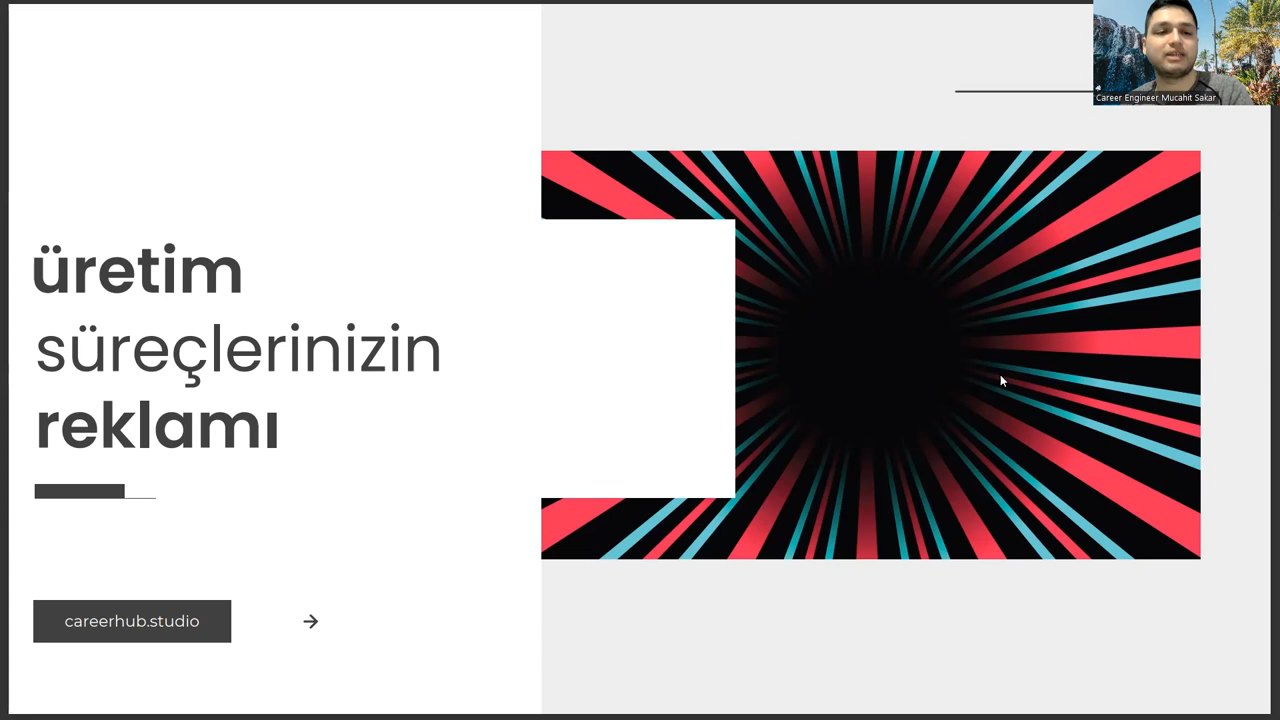 Career Engineer Mucahit Sakar
üretim
süreçlerinizin
reklamı
careerhub.studio